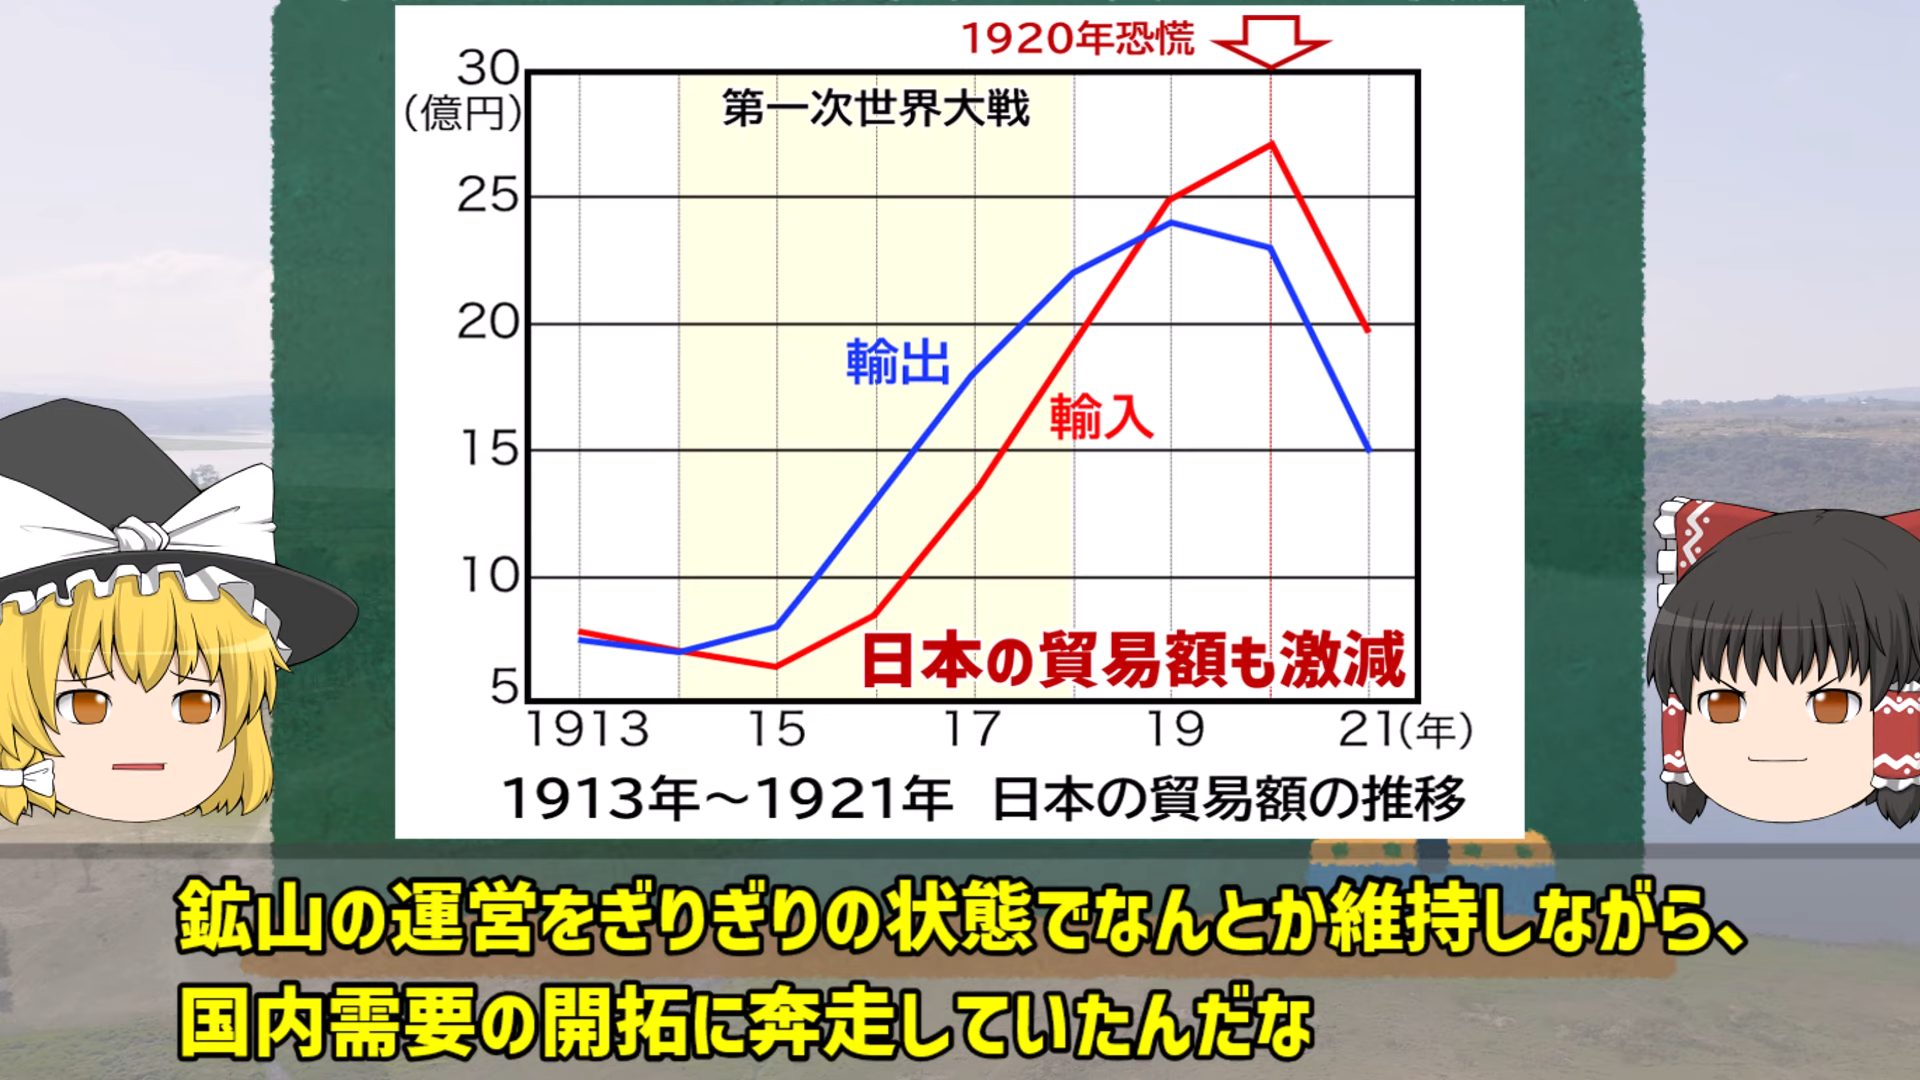 1920年恐慌
30
(億円)
第一次世界大戦
25
20
輸出
輸入
15
10
日本の貿易額も激減
5
1913 15 17 19 21(年)
1913年~1921年 日本の貿易額の推移
鉱山の運営をぎりぎりの状態でなんとか維持しながら、
国内需要の開拓に奔走していたんだな